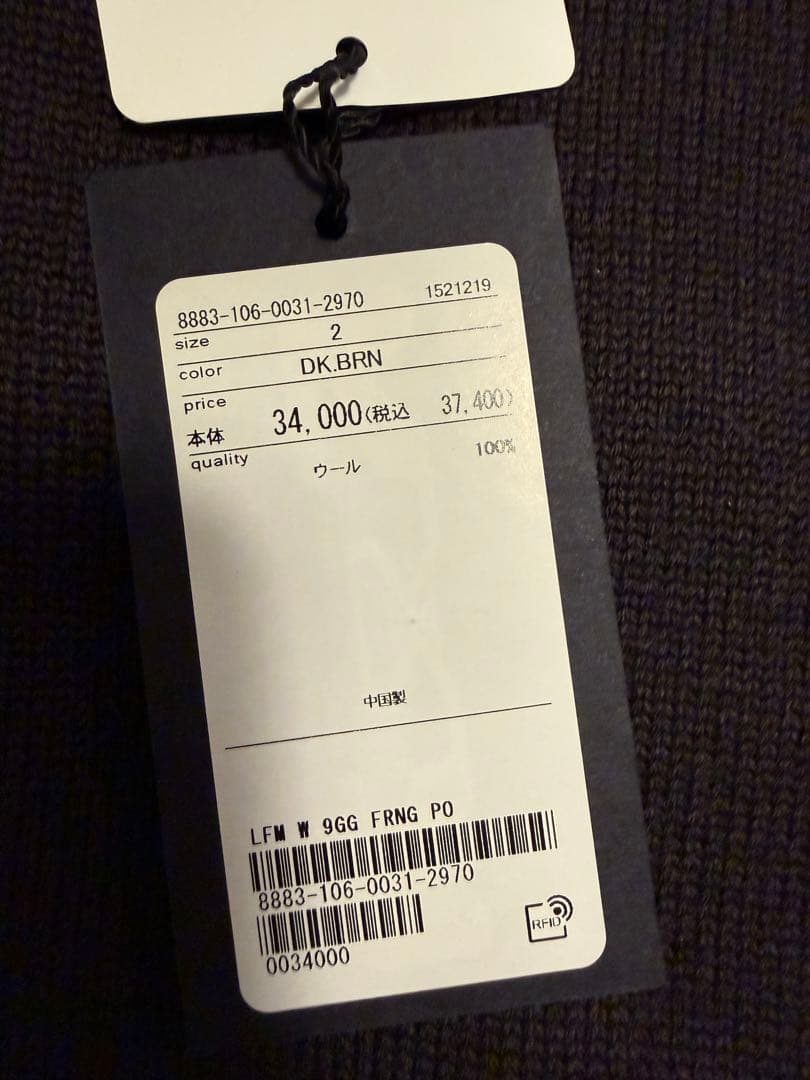 8883-106-0031-2970 1521219
size 2
color DK.BRN
price
本体 34,000(税込 37,400)
quality ウール 100%
中国製
LFM W 9GG FRNG PO
8883-106-0031-2970
0034000
RFID